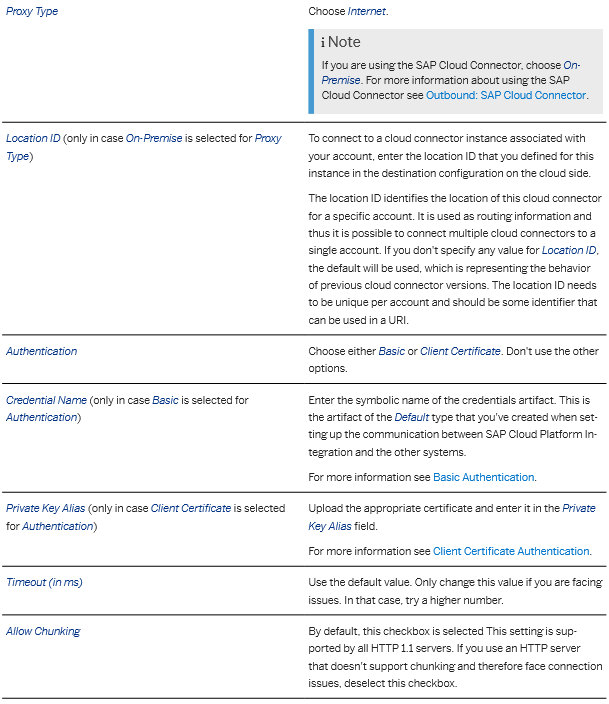 Proxy Type
Choose Internet.
i Note
If you are using the SAP Cloud Connector, choose On-
Premise. For more information about using the SAP
Cloud Connector see Outbound: SAP Cloud Connector.
Location ID (only in case On-Premise is selected for Proxy
Type)
To connect to a cloud connector instance associated with
your account, enter the location ID that you defined for this
instance in the destination configuration on the cloud side.
The location ID identifies the location of this cloud connector
for a specific account. It is used as routing information and
thus it is possible to connect multiple cloud connectors to a
single account. If you don't specify any value for Location ID,
the default will be used, which is representing the behavior
of previous cloud connector versions. The location ID needs
to be unique per account and should be some identifier that
can be used in a URI.
Authentication
Choose either Basic or Client Certificate. Don't use the other
options.
Credential Name (only in case Basic is selected for
Authentication)
Enter the symbolic name of the credentials artifact. This is
the artifact of the Default type that you've created when set-
ting up the communication between SAP Cloud Platform In-
tegration and the other systems.
For more information see Basic Authentication.
Private Key Alias (only in case Client Certificate is selected
for Authentication)
Upload the appropriate certificate and enter it in the Private
Key Alias field.
For more information see Client Certificate Authentication.
Timeout (in ms)
Use the default value. Only change this value if you are facing
issues. In that case, try a higher number.
Allow Chunking
By default, this checkbox is selected This setting is sup-
ported by all HTTP 1.1 servers. If you use an HTTP server
that doesn't support chunking and therefore face connection
issues, deselect this checkbox.